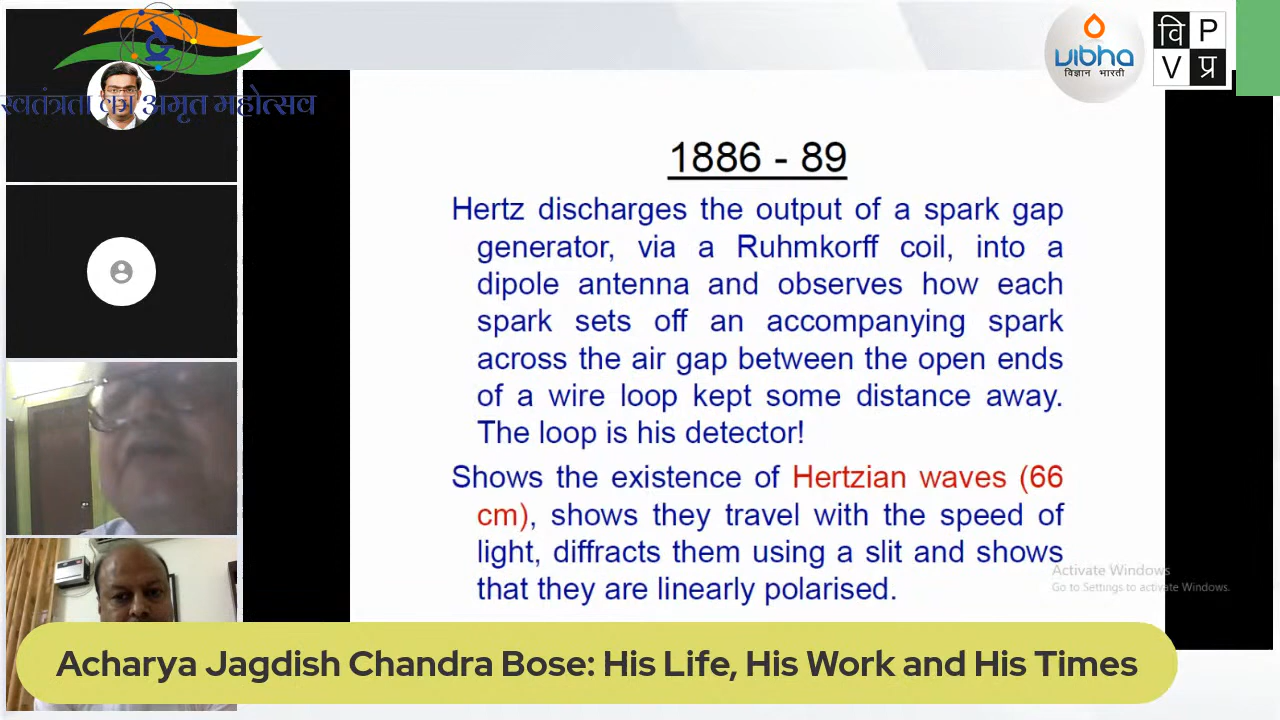 स्वतंत्रता का अमृत महोत्सव
vibha
विज्ञान भारती
वि P
V प्र
1886 - 89
Hertz discharges the output of a spark gap
generator, via a Ruhmkorff coil, into a
dipole antenna and observes how each
spark sets off an accompanying spark
across the air gap between the open ends
of a wire loop kept some distance away.
The loop is his detector!
Shows the existence of Hertzian waves (66
cm), shows they travel with the speed of
light, diffracts them using a slit and shows
that they are linearly polarised.
Activate Windows
Go to Settings to activate Windows.
Acharya Jagdish Chandra Bose: His Life, His Work and His Times